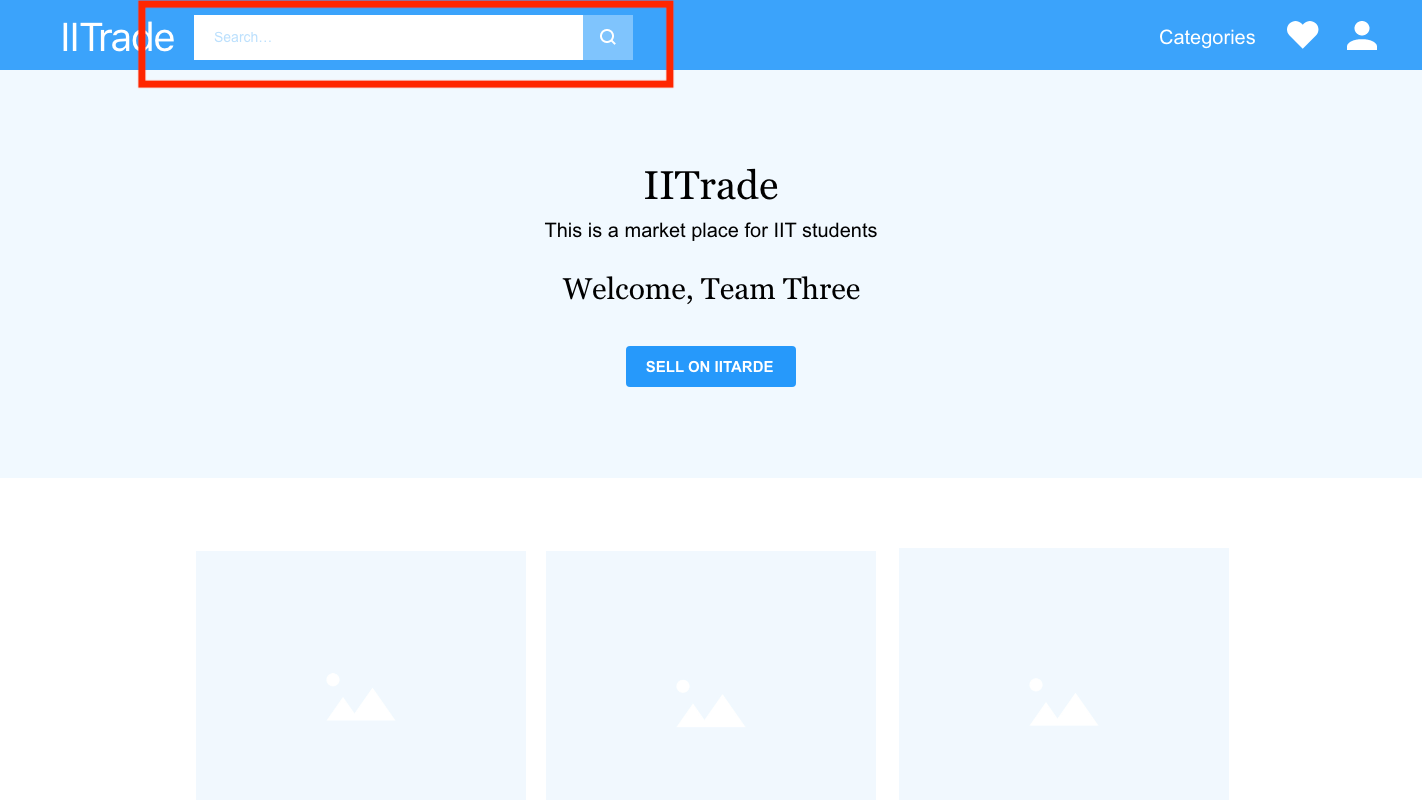 IITrade
Search...
Categories
IITrade
This is a market place for IIT students
Welcome, Team Three
SELL ON IITARDE